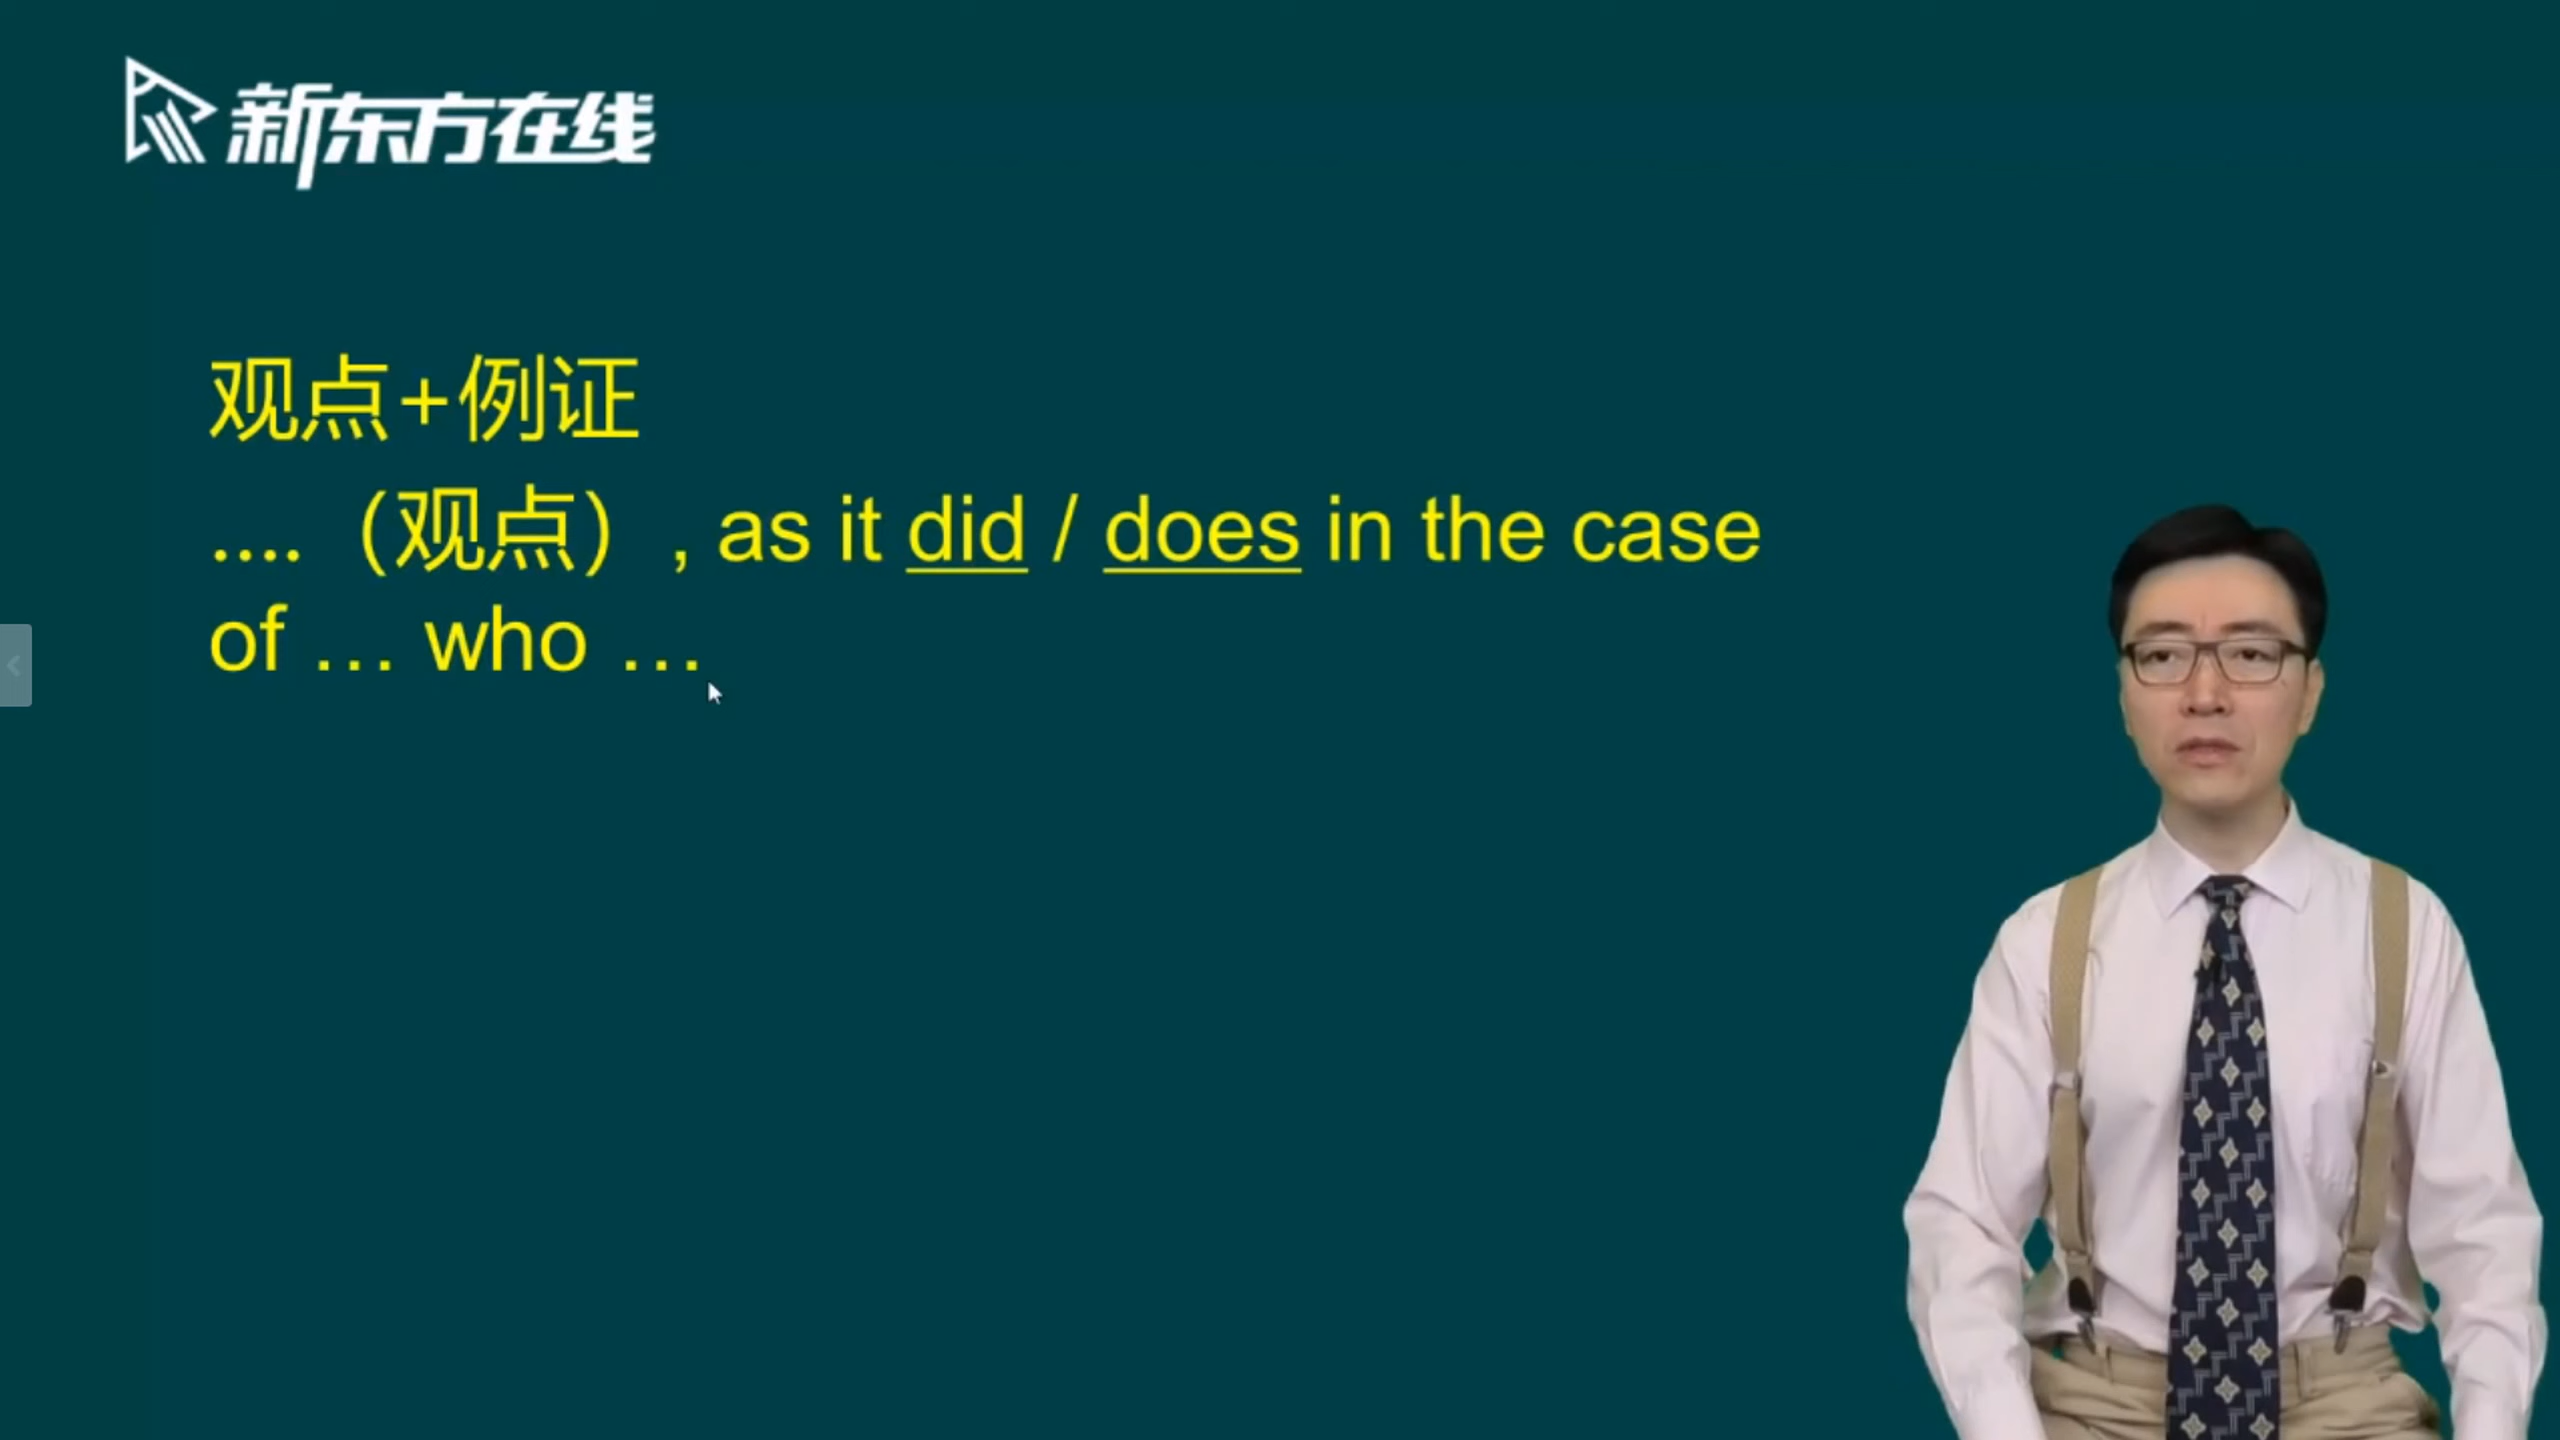 新东方在线
观点+例证
....（观点）, as it did / does in the case
of … who …